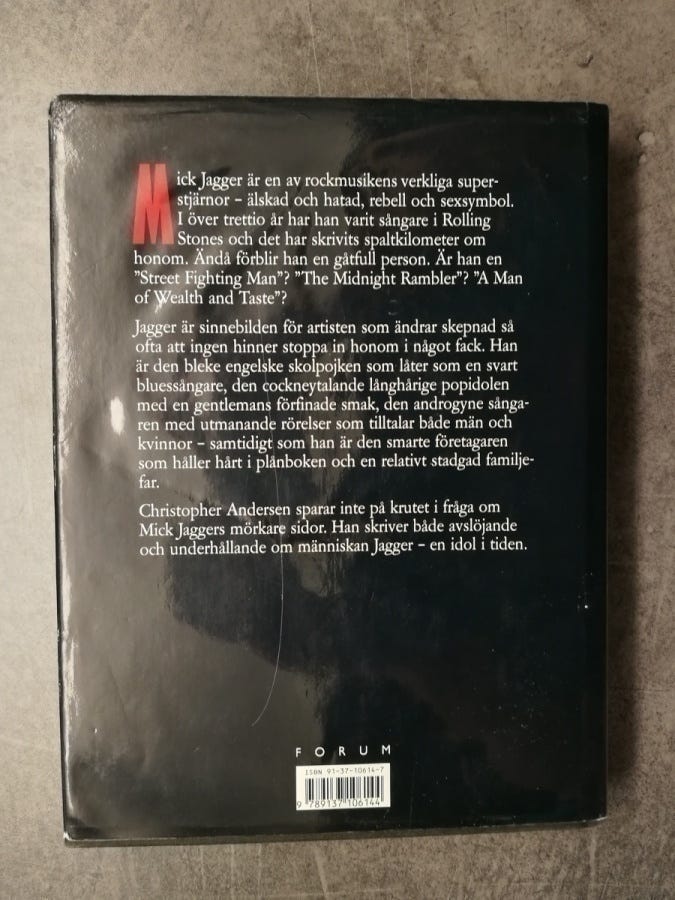 Mick Jagger är en av rockmusikens verkliga super-
stjärnor – älskad och hatad, rebell och sexsymbol.
I över trettio år har han varit sångare i Rolling
Stones och det har skrivits spaltkilometer om
honom. Ändå förblir han en gåtfull person. Är han en
"Street Fighting Man"? "The Midnight Rambler"? "A Man
of Wealth and Taste"?
Jagger är sinnebilden för artisten som ändrar skepnad så
ofta att ingen hinner stoppa in honom i något fack. Han
är den bleke engelske skolpojken som låter som en svart
bluessångare, den cockneytalande långhårige popidolen
med en gentlemans förfinade smak, den androgyne sånga-
ren med utmanande rörelser som tilltalar både män och
kvinnor – samtidigt som han är den smarte företagaren
som håller hårt i plånboken och en relativt stadgad familje-
far.
Christopher Andersen sparar inte på krutet i fråga om
Mick Jaggers mörkare sidor. Han skriver både avslöjande
och underhållande om människan Jagger – en idol i tiden.
FORUM
ISBN 91-37-10614-7
9 789137 106144